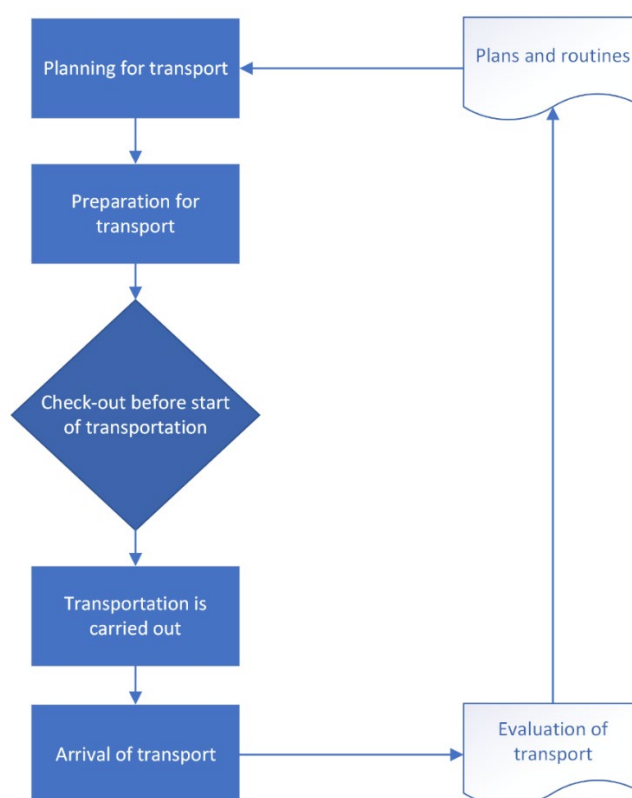 Planning for transport
Plans and routines
Preparation for
transport
Check-out before start
of transportation
Transportation is
carried out
Arrival of transport
Evaluation of
transport